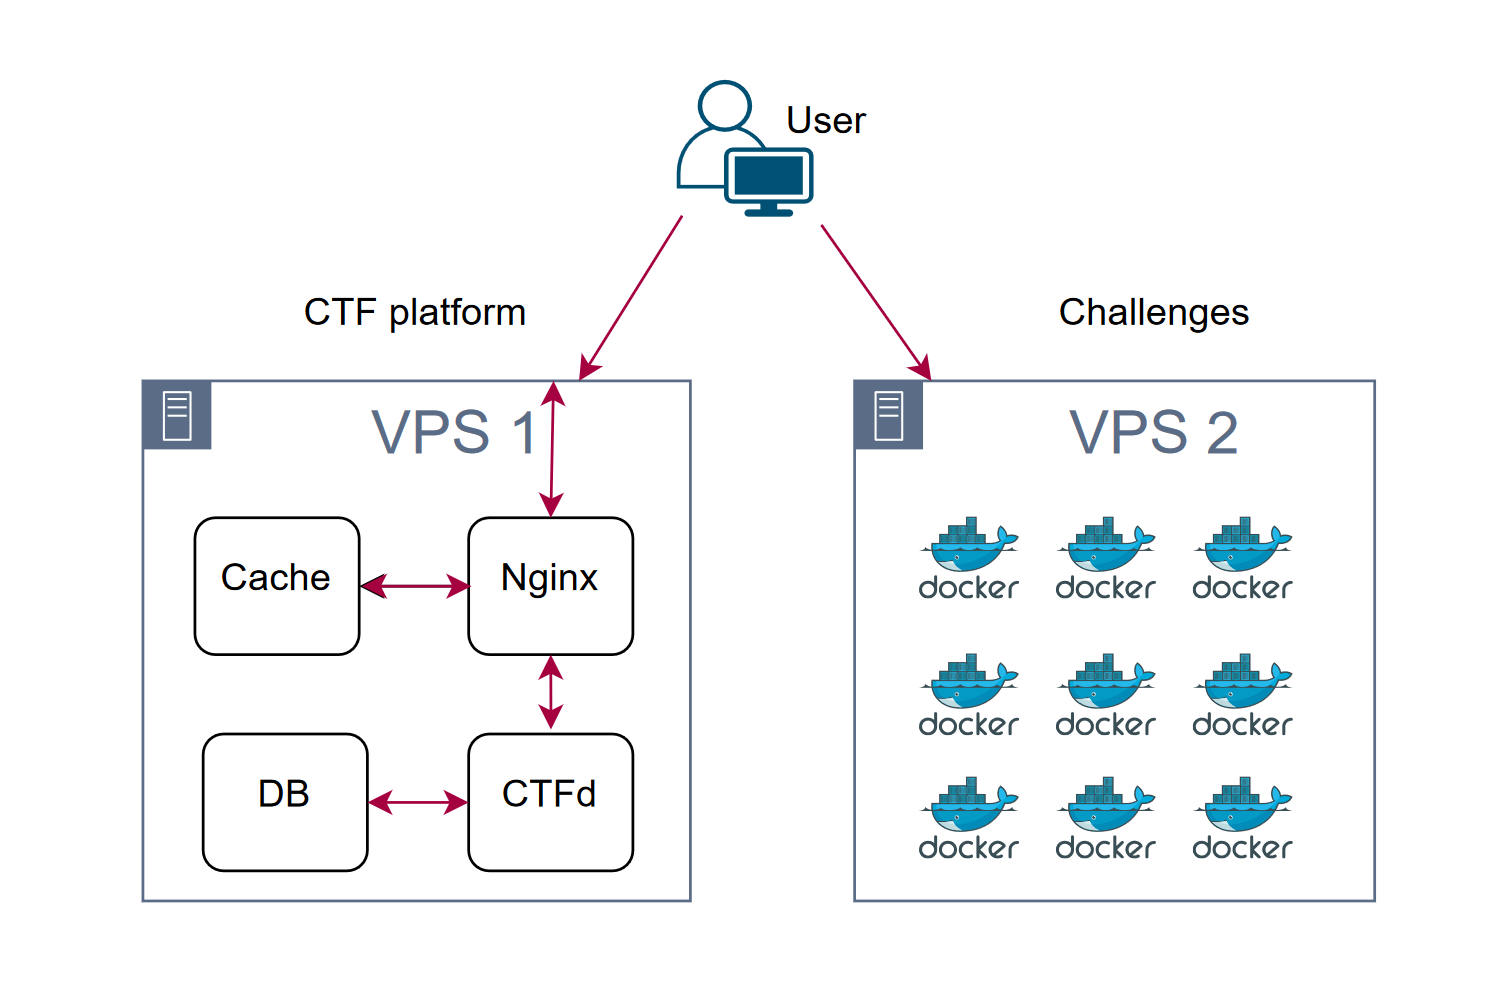 User
CTF platform
Challenges
VPS 1
VPS 2
Cache
Nginx
docker
docker
docker
docker
docker
docker
DB
CTFd
docker
docker
docker